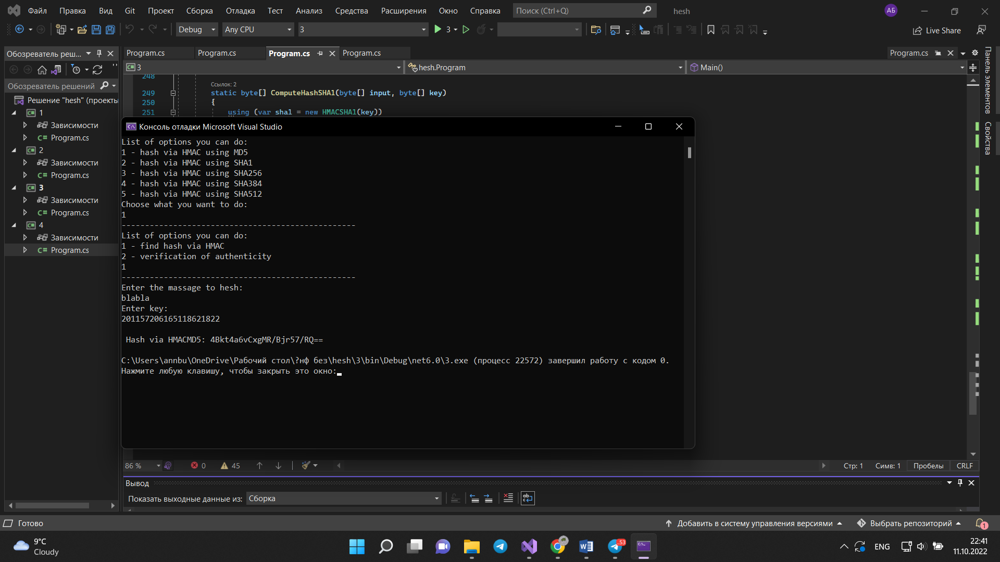 Файл Правка Вид Git Проект Сборка Отладка Тест Анализ Средства Расширения Окно Справка Поиск (Ctrl+Q) hesh АБ
Debug Any CPU 3 3 Live Share
Обозреватель реш... Program.cs Program.cs Program.cs Program.cs Program.cs
C# 3 hesh.Program Main()
Обозреватель решений
Решение "hesh" (проекты
C# 1
Зависимости
C# Program.cs
C# 2
Зависимости
C# Program.cs
C# 3
Зависимости
C# Program.cs
C# 4
Зависимости
C# Program.cs
248
Ссылок: 2
249 static byte[] ComputeHashSHA1(byte[] input, byte[] key)
250 {
251 using (var sha1 = new HMACSHA1(key))
Консоль отладки Microsoft Visual Studio
List of options you can do:
1 - hash via HMAC using MD5
2 - hash via HMAC using SHA1
3 - hash via HMAC using SHA256
4 - hash via HMAC using SHA384
5 - hash via HMAC using SHA512
Choose what you want to do:
1
--------------------------------------------------
List of options you can do:
1 - find hash via HMAC
2 - verification of authenticity
1
--------------------------------------------------
Enter the massage to hesh:
blabla
Enter key:
201157206165118621822
Hash via HMACMD5: 4Bkt4a6vCxgMR/Bjr57/RQ==
C:\Users\annbu\OneDrive\Рабочий стол\?нф без\hesh\3\bin\Debug\net6.0\3.exe (процесс 22572) завершил работу с кодом 0.
Нажмите любую клавишу, чтобы закрыть это окно:
Панель элементов
Свойства
86 % 0 45 Стр: 1 Симв: 1 Пробелы CRLF
Вывод
Показать выходные данные из: Сборка
Готово Добавить в систему управления версиями Выбрать репозиторий 1
9°C
Cloudy
53
ENG
22:41
11.10.2022